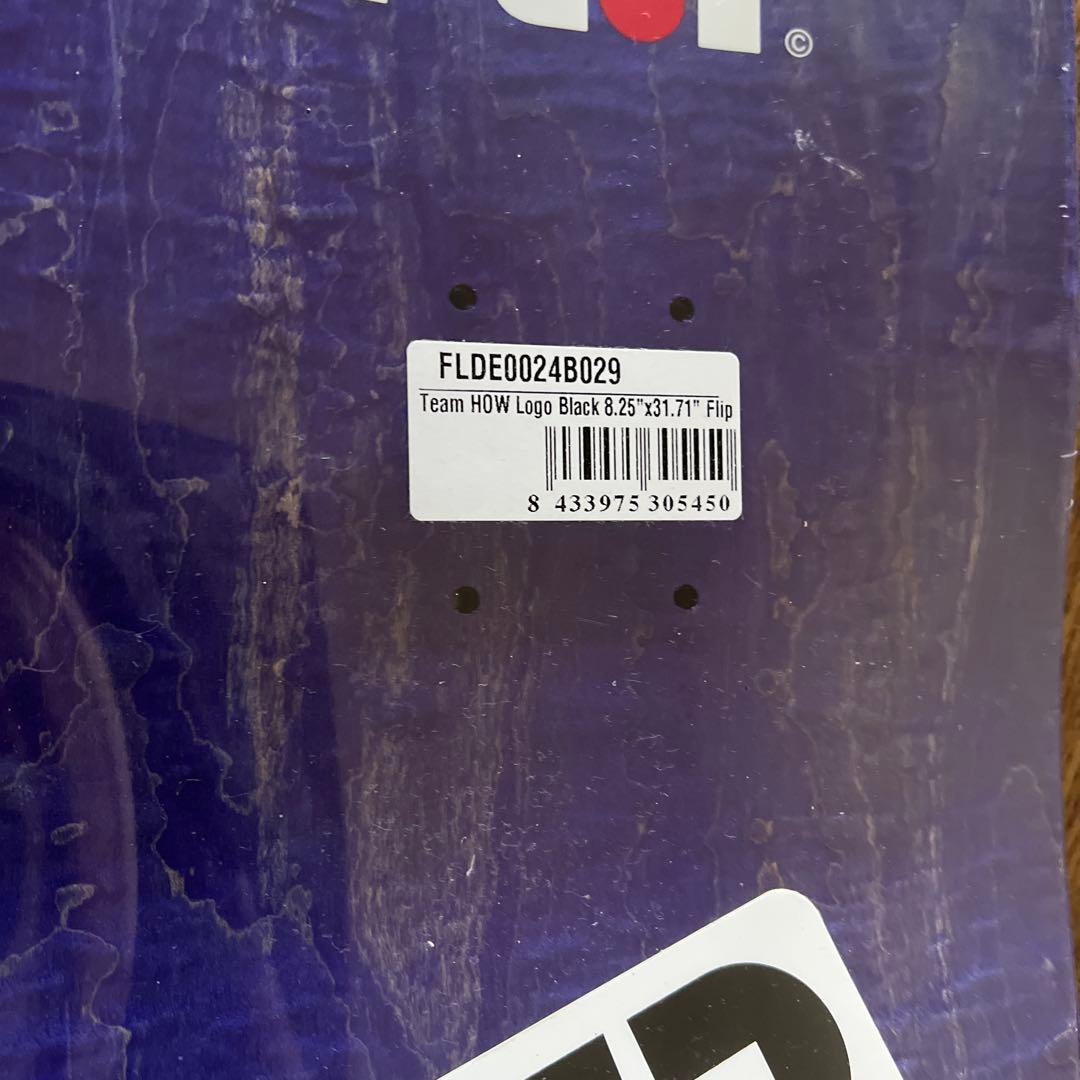 ©
FLDE0024B029
Team HOW Logo Black 8.25"x31.71" Flip
8 433975 305450